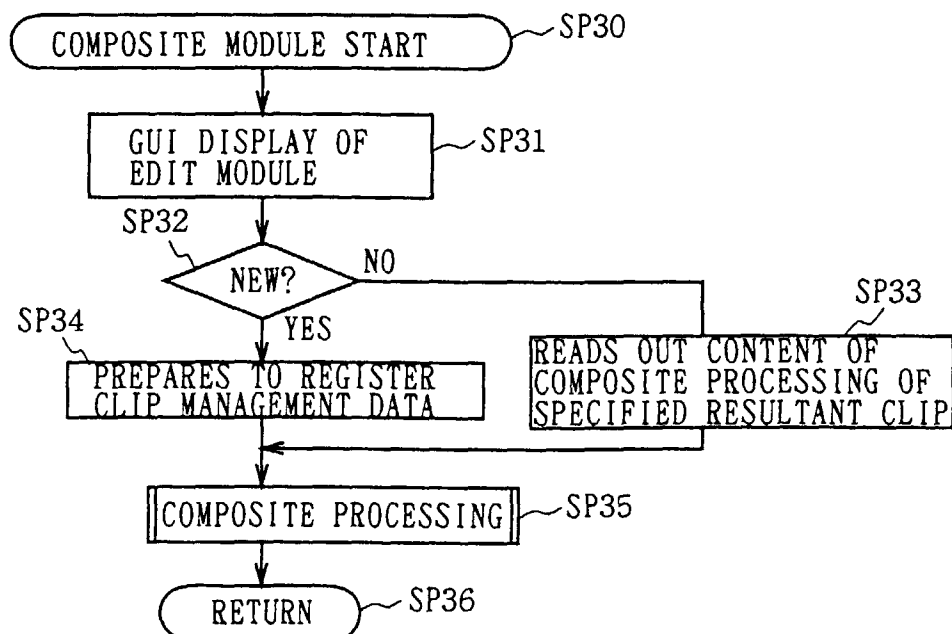 COMPOSITE MODULE START
SP30
GUI DISPLAY OF
EDIT MODULE
SP31
SP32
NEW?
NO
YES
SP33
READS OUT CONTENT OF
COMPOSITE PROCESSING OF
SPECIFIED RESULTANT CLIP
SP34
PREPARES TO REGISTER
CLIP MANAGEMENT DATA
COMPOSITE PROCESSING
SP35
RETURN
SP36